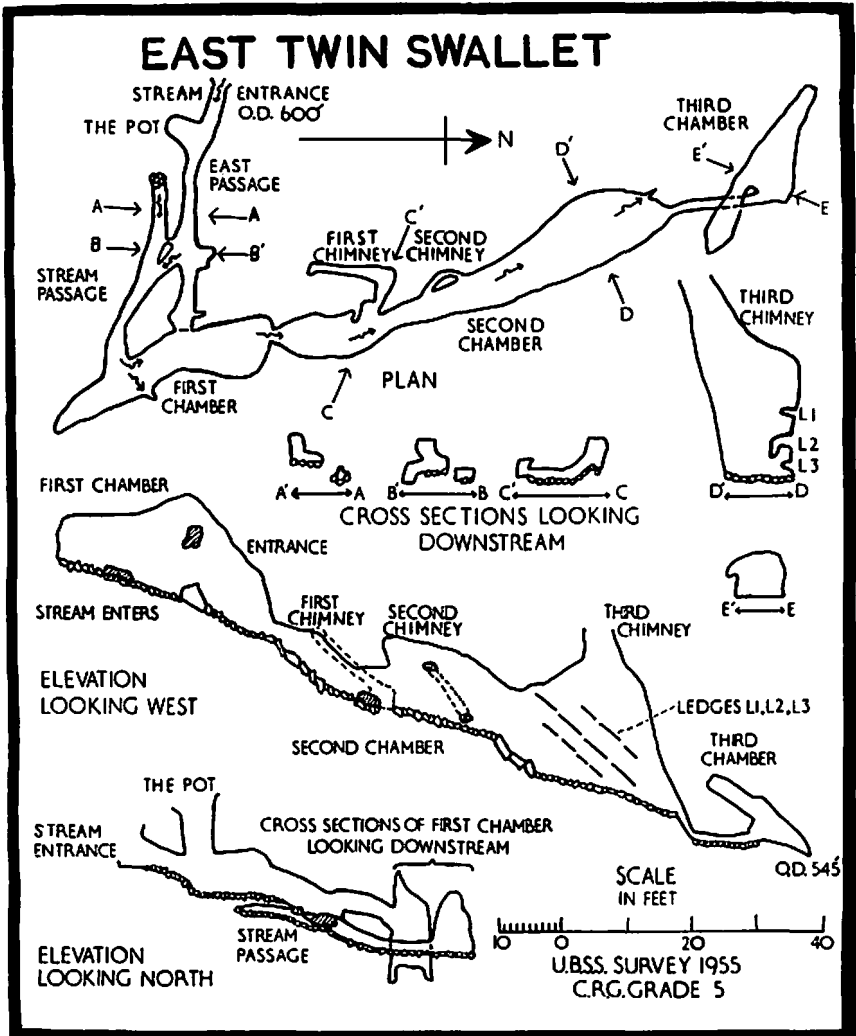 EAST TWIN SWALLET
STREAM
ENTRANCE
O.D. 600'
THE POT
N
THIRD
CHAMBER
EAST
PASSAGE
D'
E'
A
A
C'
E
FIRST
CHIMNEY
SECOND
CHIMNEY
B
B'
STREAM
PASSAGE
THIRD
CHIMNEY
SECOND
CHAMBER
D
FIRST
CHAMBER
PLAN
C
L1
L2
L3
A' A
B' B
C' C
D' D
CROSS SECTIONS LOOKING
DOWNSTREAM
FIRST CHAMBER
ENTRANCE
STREAM ENTERS
FIRST
CHIMNEY
SECOND
CHIMNEY
THIRD
CHIMNEY
E' E
ELEVATION
LOOKING WEST
LEDGES L1, L2, L3
SECOND CHAMBER
THIRD
CHAMBER
THE POT
STREAM
ENTRANCE
CROSS SECTIONS OF FIRST CHAMBER
LOOKING DOWNSTREAM
O.D. 545'
STREAM
PASSAGE
ELEVATION
LOOKING NORTH
SCALE
IN FEET
10 0 20 40
U.B.S.S. SURVEY 1955
C.R.G. GRADE 5